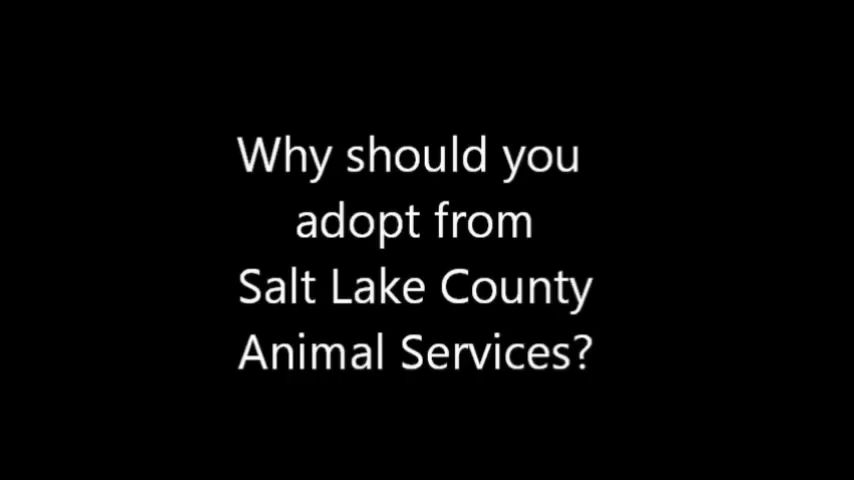 Why should you
adopt from
Salt Lake County
Animal Services?